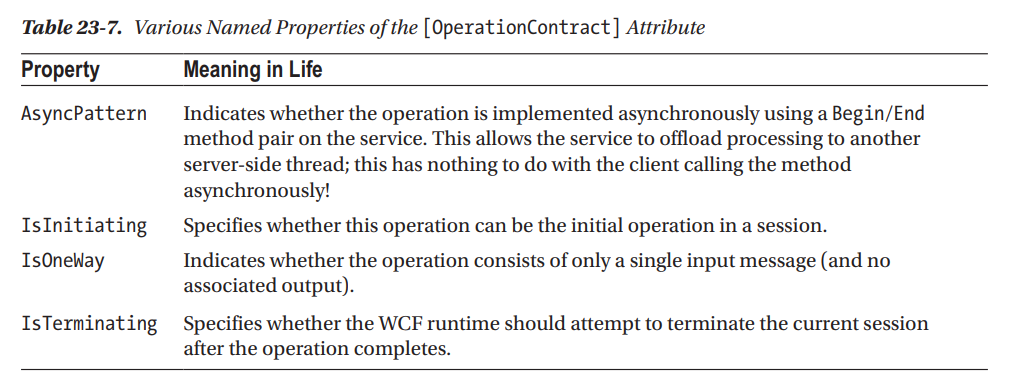 Table 23-7. Various Named Properties of the [OperationContract] Attribute
Property Meaning in Life
AsyncPattern Indicates whether the operation is implemented asynchronously using a Begin/End
method pair on the service. This allows the service to offload processing to another
server-side thread; this has nothing to do with the client calling the method
asynchronously!
IsInitiating Specifies whether this operation can be the initial operation in a session.
IsOneWay Indicates whether the operation consists of only a single input message (and no
associated output).
IsTerminating Specifies whether the WCF runtime should attempt to terminate the current session
after the operation completes.